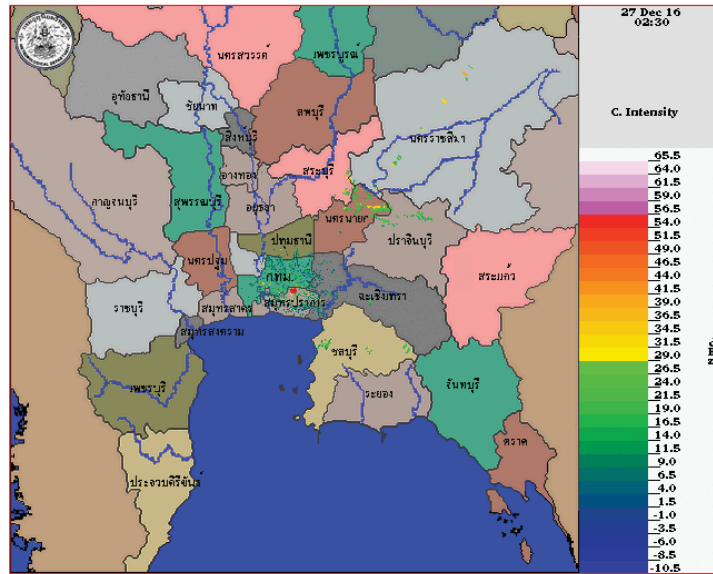 27 Dec 16
02:30
C. Intensity
นครสวรรค์
เพชรบูรณ์
อุทัยธานี
ชัยนาท
ลพบุรี
สิงหบุรี
นครราชสีมา
สระบุรี
อ่างทอง
กาญจนบุรี
สุพรรณบุรี
อยุธยา
นครนายก
ปราจีนบุรี
ปทุมธานี
นครปฐม
กทม.
สระแก้ว
ฉะเชิงเทรา
ราชบุรี
สมุทรสาคร
สมุทรปราการ
สมุทรสงคราม
ชลบุรี
เพชรบุรี
ระยอง
จันทบุรี
ตราด
ประจวบคิรีขันธ์
65.5
64.0
61.5
59.0
56.5
54.0
51.5
49.0
46.5
44.0
41.5
39.0
36.5
34.5
31.5
29.0
26.5
24.0
21.5
19.0
16.5
14.0
11.5
9.0
6.5
4.0
1.5
-1.0
-3.5
-6.0
-8.5
-10.5